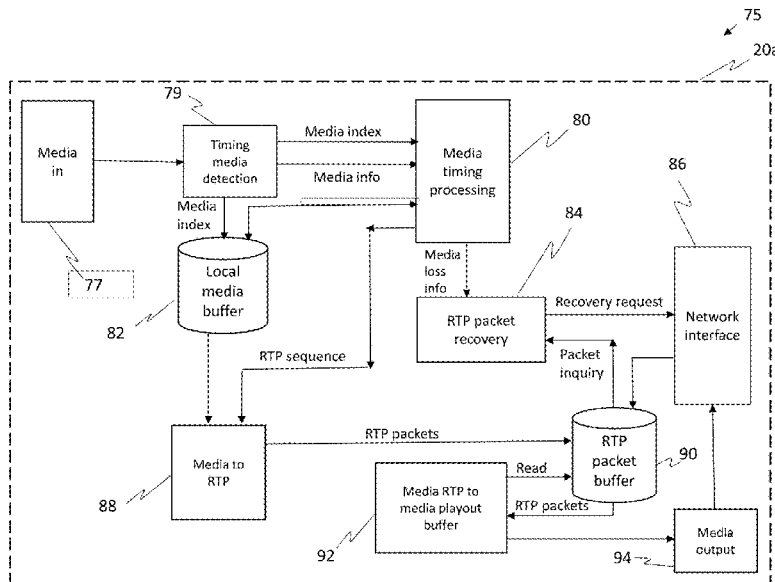 75
20a
79
80
86
Media
in
Timing
media
detection
Media index
Media info
Media
timing
processing
Media
index
84
77
Local
media
buffer
82
Media
loss
info
RTP packet
recovery
Recovery request
Network
interface
RTP sequence
Packet
inquiry
Media to
RTP
88
RTP packets
RTP
packet
buffer
90
Media RTP to
media playout
buffer
92
Read
RTP packets
Media
output
94